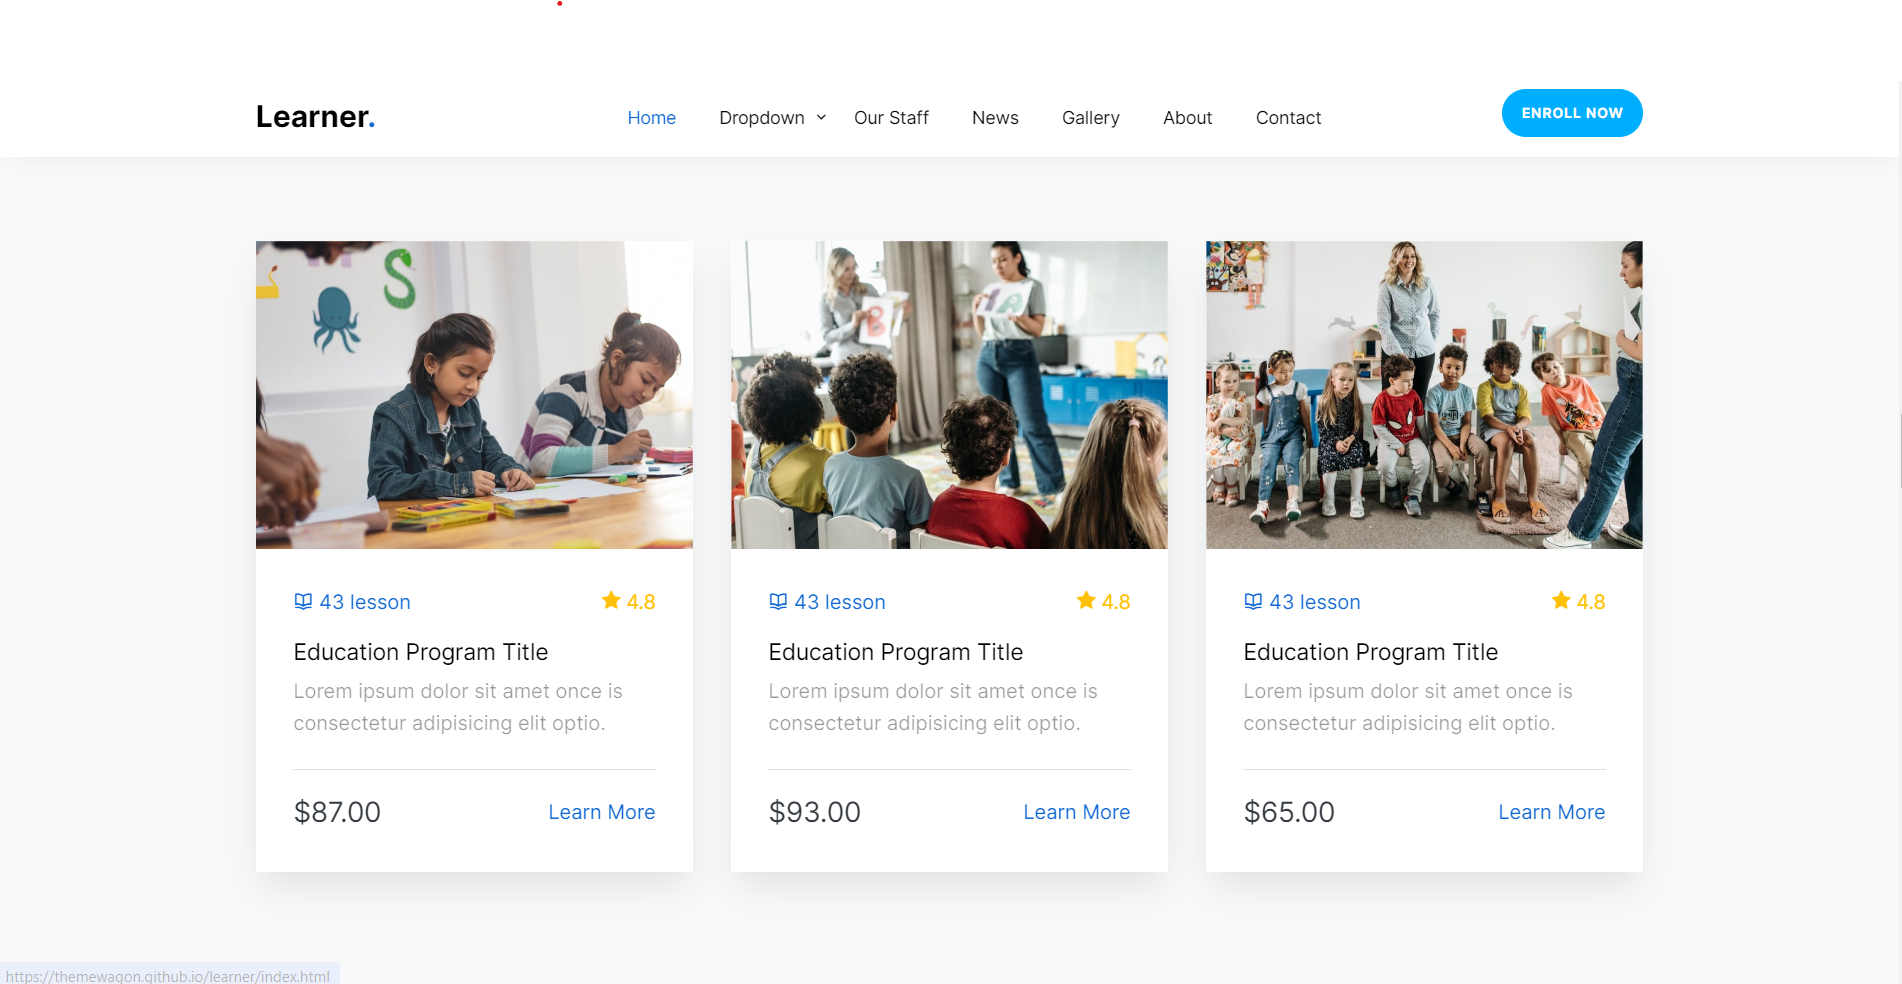 Learner.
Home Dropdown Our Staff News Gallery About Contact
ENROLL NOW
S
B
A
43 lesson 4.8
Education Program Title
Lorem ipsum dolor sit amet once is
consectetur adipisicing elit optio.
$87.00 Learn More
43 lesson 4.8
Education Program Title
Lorem ipsum dolor sit amet once is
consectetur adipisicing elit optio.
$93.00 Learn More
43 lesson 4.8
Education Program Title
Lorem ipsum dolor sit amet once is
consectetur adipisicing elit optio.
$65.00 Learn More
https://themewagon.github.io/learner/index.html